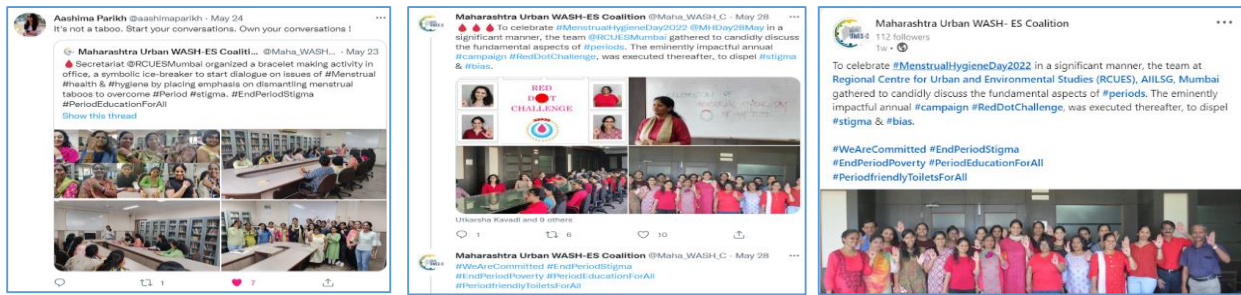 Aashima Parikh @aashimaparikh · May 24
It's not a taboo. Start your conversations. Own your conversations !
Maharashtra Urban WASH-ES Coaliti... @Maha_WASH... · May 23
🩸 Secretariat @RCUESMumbai organized a bracelet making activity in
office, a symbolic ice-breaker to start dialogue on issues of #Menstrual
#health & #hygiene by placing emphasis on dismantling menstrual
taboos to overcome #Period #stigma. #EndPeriodStigma
#PeriodEducationForAll
Show this thread
1
7
Maharashtra Urban WASH-ES Coalition @Maha_WASH_C · May 28
🩸🩸🩸To celebrate #MenstrualHygieneDay2022 @MHDay28May in a
significant manner, the team @RCUESMumbai gathered to candidly discuss
the fundamental aspects of #periods. The eminently impactful annual
#campaign #RedDotChallenge, was executed thereafter, to dispel #stigma
& #bias.
RED
DOT
CHALLENGE
Utkarsha Kavadi and 9 others
1
6
10
Maharashtra Urban WASH-ES Coalition @Maha_WASH_C · May 28
#WeAreCommitted #EndPeriodStigma
#EndPeriodPoverty #PeriodEducationForAll
#PeriodfriendlyToiletsForAll
Maharashtra Urban WASH- ES Coalition
112 followers
1w •
To celebrate #MenstrualHygieneDay2022 in a significant manner, the team at
Regional Centre for Urban and Environmental Studies (RCUES), AIILSG, Mumbai
gathered to candidly discuss the fundamental aspects of #periods. The eminently
impactful annual #campaign #RedDotChallenge, was executed thereafter, to dispel
#stigma & #bias.
#WeAreCommitted #EndPeriodStigma
#EndPeriodPoverty #PeriodEducationForAll
#PeriodfriendlyToiletsForAll